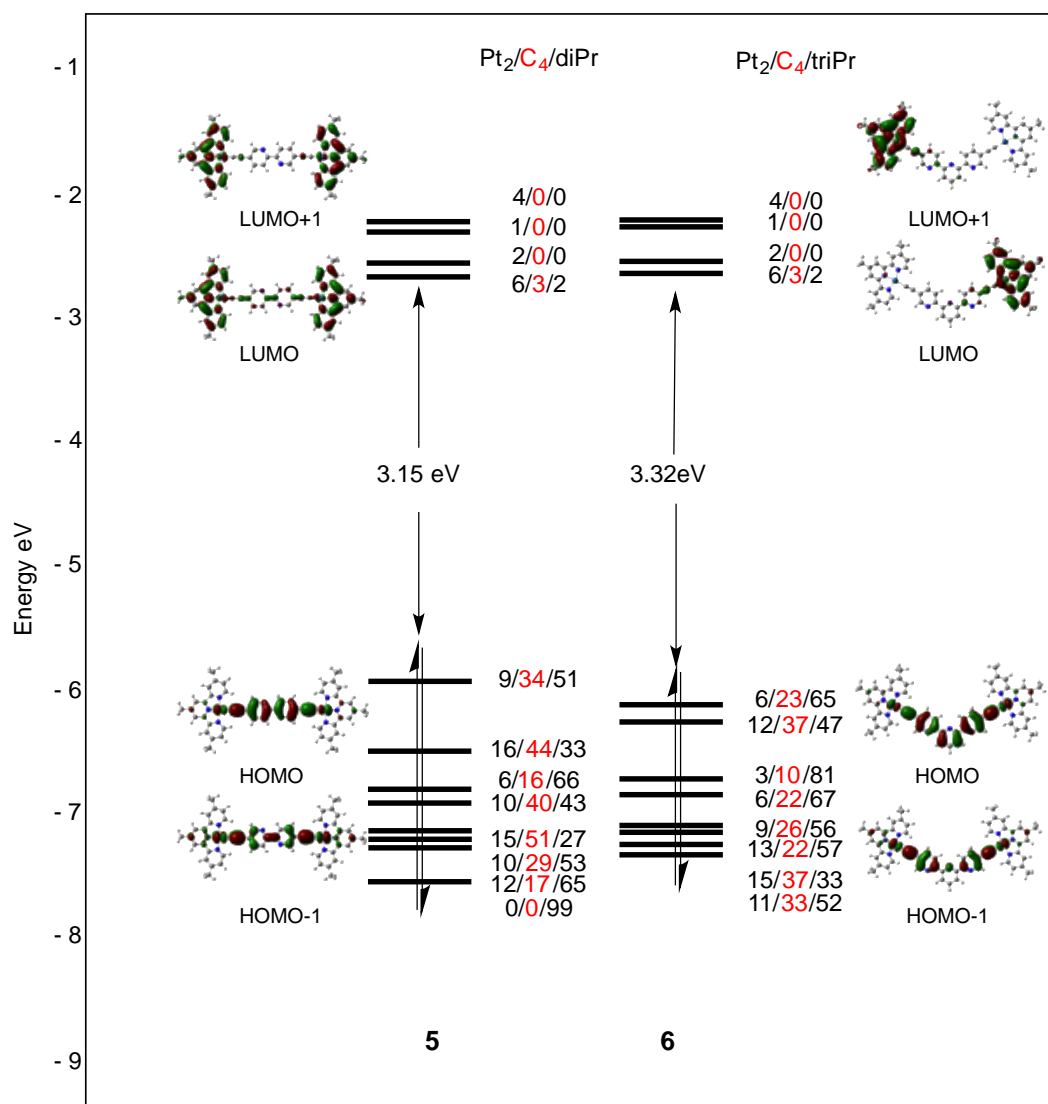 Pt2/C4/diPr
Pt2/C4/triPr
Energy eV
- 1
- 2
- 3
- 4
- 5
- 6
- 7
- 8
- 9
LUMO+1
LUMO
4/0/0
1/0/0
2/0/0
6/3/2
4/0/0
1/0/0
2/0/0
6/3/2
LUMO+1
LUMO
3.15 eV
3.32eV
HOMO
HOMO-1
9/34/51
16/44/33
6/16/66
10/40/43
15/51/27
10/29/53
12/17/65
0/0/99
6/23/65
12/37/47
3/10/81
6/22/67
9/26/56
13/22/57
15/37/33
11/33/52
HOMO
HOMO-1
5
6